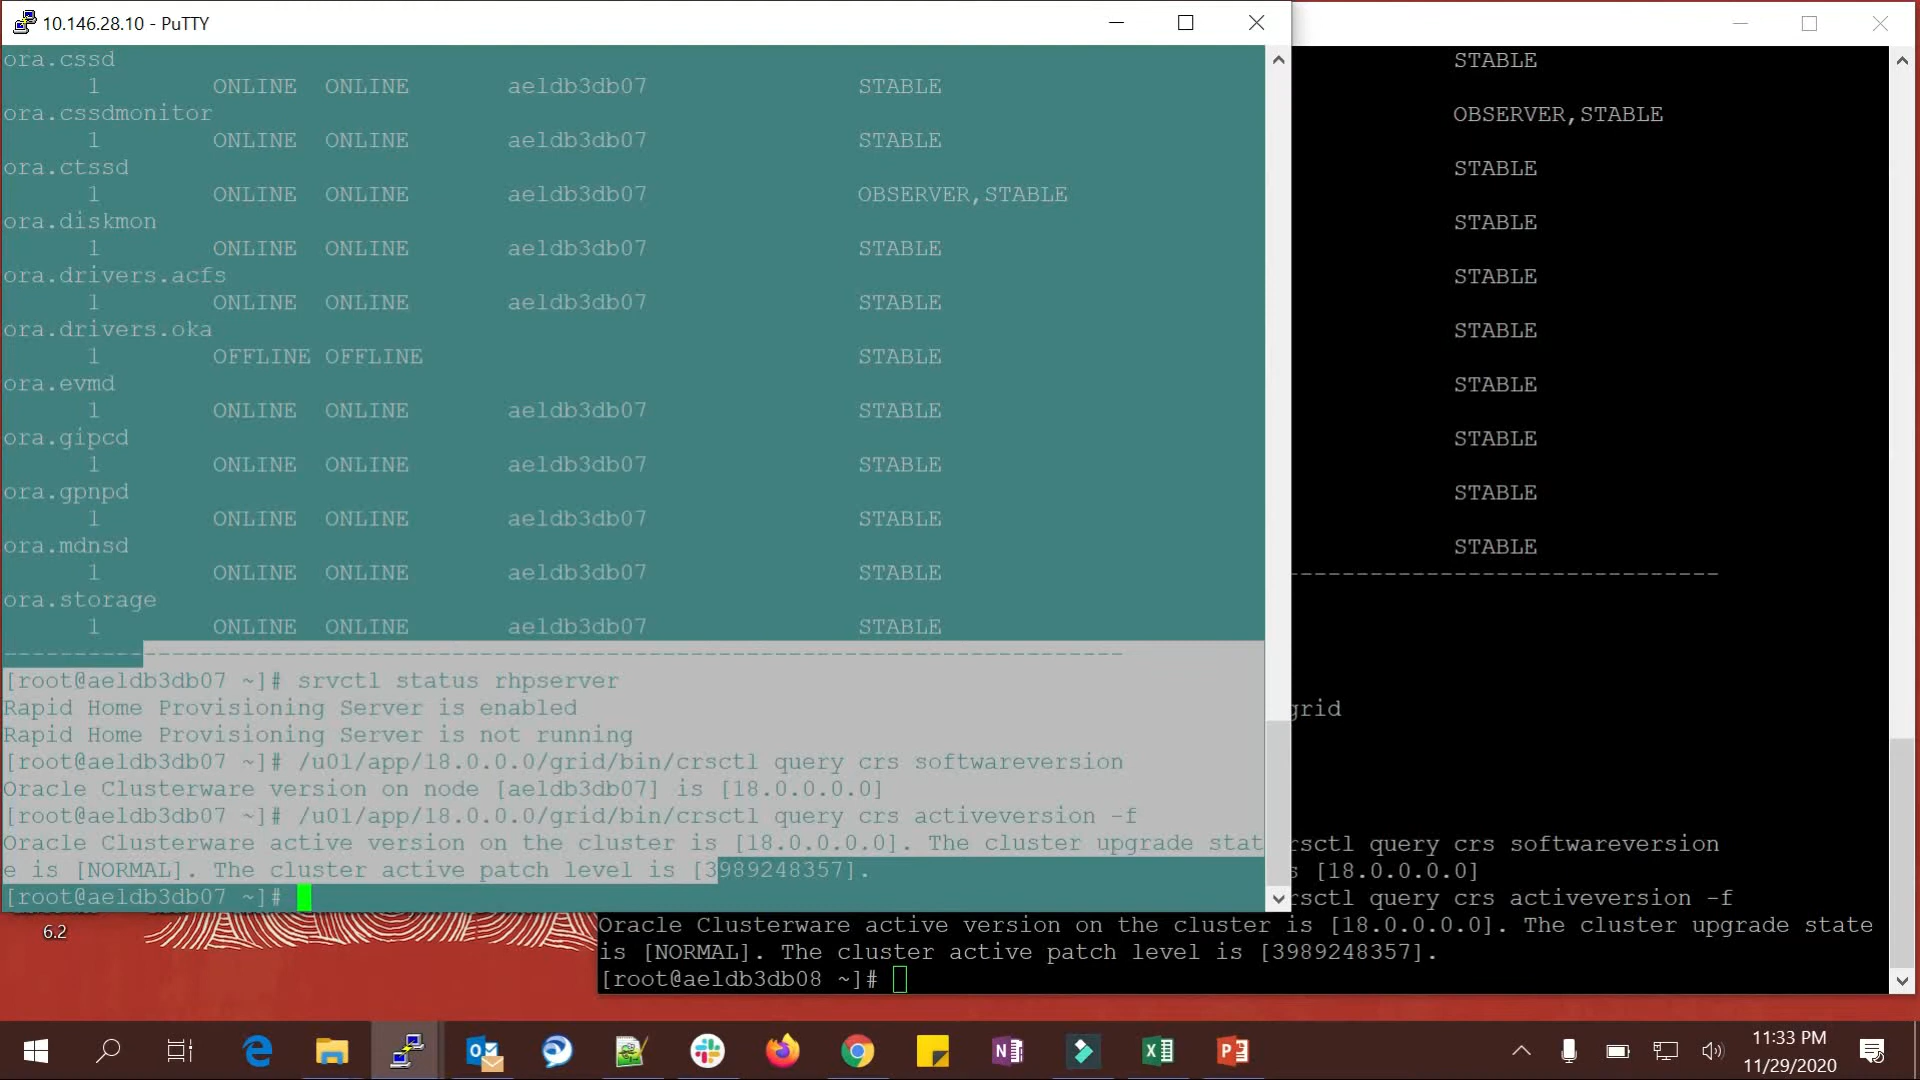 10.146.28.10 - PuTTY
ora.cssd
1 ONLINE ONLINE aeldb3db07 STABLE
ora.cssdmonitor
1 ONLINE ONLINE aeldb3db07 STABLE
ora.ctssd
1 ONLINE ONLINE aeldb3db07 OBSERVER,STABLE
ora.diskmon
1 ONLINE ONLINE aeldb3db07 STABLE
ora.drivers.acfs
1 ONLINE ONLINE aeldb3db07 STABLE
ora.drivers.oka
1 OFFLINE OFFLINE STABLE
ora.evmd
1 ONLINE ONLINE aeldb3db07 STABLE
ora.gipcd
1 ONLINE ONLINE aeldb3db07 STABLE
ora.gpnpd
1 ONLINE ONLINE aeldb3db07 STABLE
ora.mdnsd
1 ONLINE ONLINE aeldb3db07 STABLE
ora.storage
1 ONLINE ONLINE aeldb3db07 STABLE
--------------------------------------------------------------------------------
[root@aeldb3db07 ~]# srvctl status rhpserver
Rapid Home Provisioning Server is enabled
Rapid Home Provisioning Server is not running
[root@aeldb3db07 ~]# /u01/app/18.0.0.0/grid/bin/crsctl query crs softwareversion
Oracle Clusterware version on node [aeldb3db07] is [18.0.0.0.0]
[root@aeldb3db07 ~]# /u01/app/18.0.0.0/grid/bin/crsctl query crs activeversion -f
Oracle Clusterware active version on the cluster is [18.0.0.0.0]. The cluster upgrade stat
e is [NORMAL]. The cluster active patch level is [3989248357].
[root@aeldb3db07 ~]#
STABLE
OBSERVER,STABLE
STABLE
STABLE
STABLE
STABLE
STABLE
STABLE
STABLE
STABLE
-------------------------------
grid
rsctl query crs softwareversion
s [18.0.0.0.0]
rsctl query crs activeversion -f
Oracle Clusterware active version on the cluster is [18.0.0.0.0]. The cluster upgrade state
is [NORMAL]. The cluster active patch level is [3989248357].
[root@aeldb3db08 ~]#
6.2
11:33 PM
11/29/2020